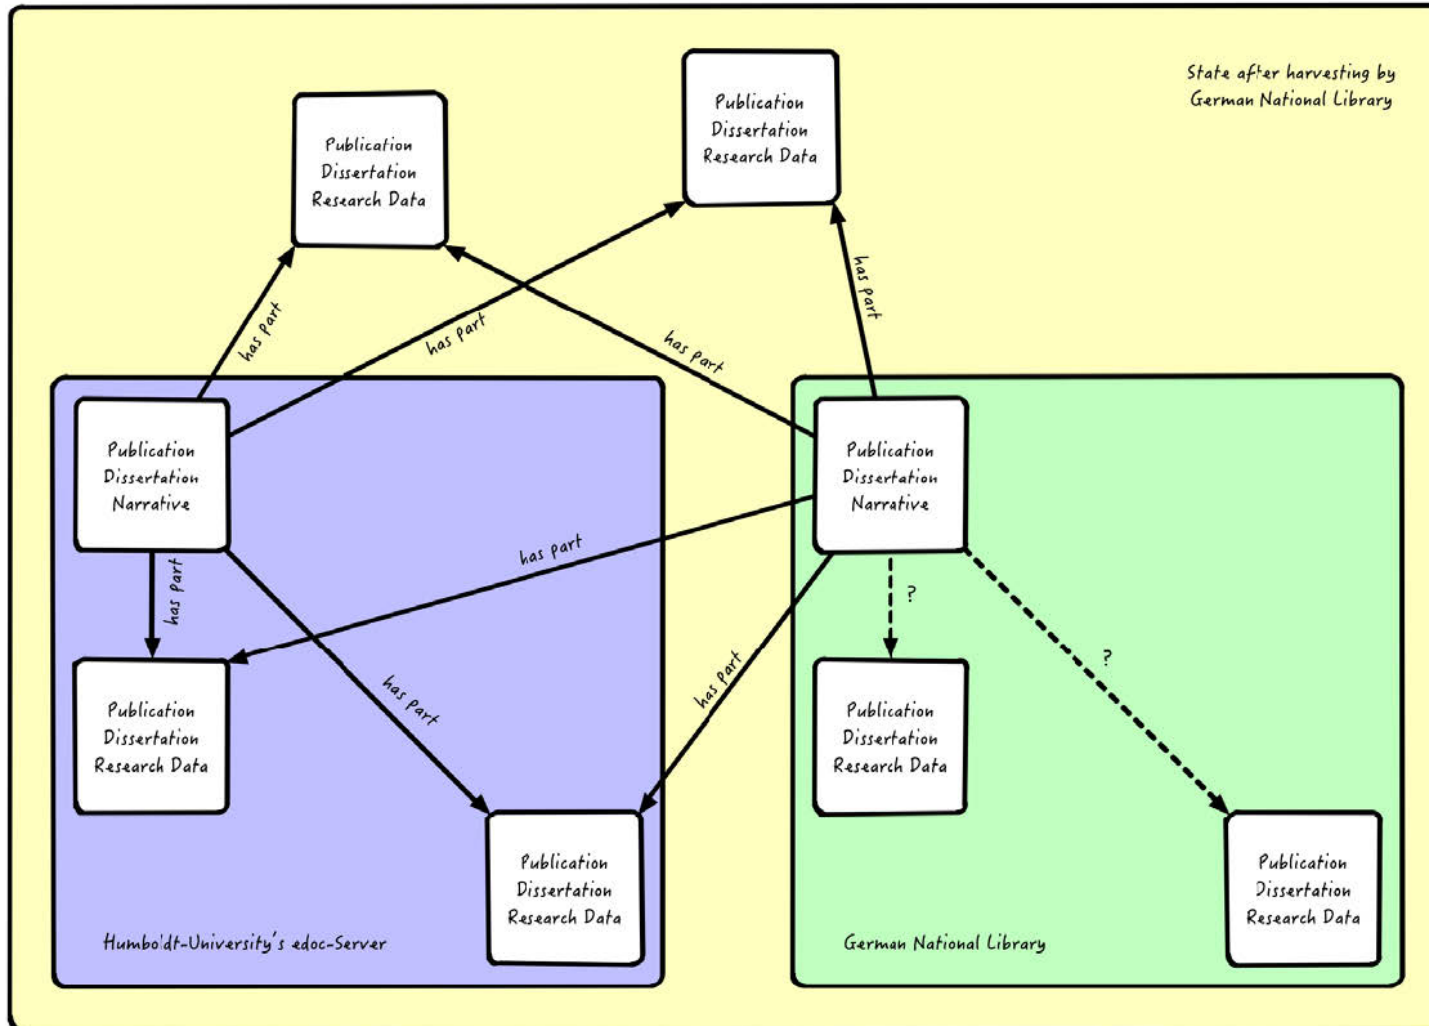 State after harvesting by
German National Library
Publication
Dissertation
Research Data
Publication
Dissertation
Research Data
has part
has part
has part
has part
Publication
Dissertation
Narrative
Publication
Dissertation
Narrative
has part
has part
?
has part
has part
?
Publication
Dissertation
Research Data
Publication
Dissertation
Research Data
Publication
Dissertation
Research Data
Publication
Dissertation
Research Data
Humboldt-University's edoc-Server
German National Library